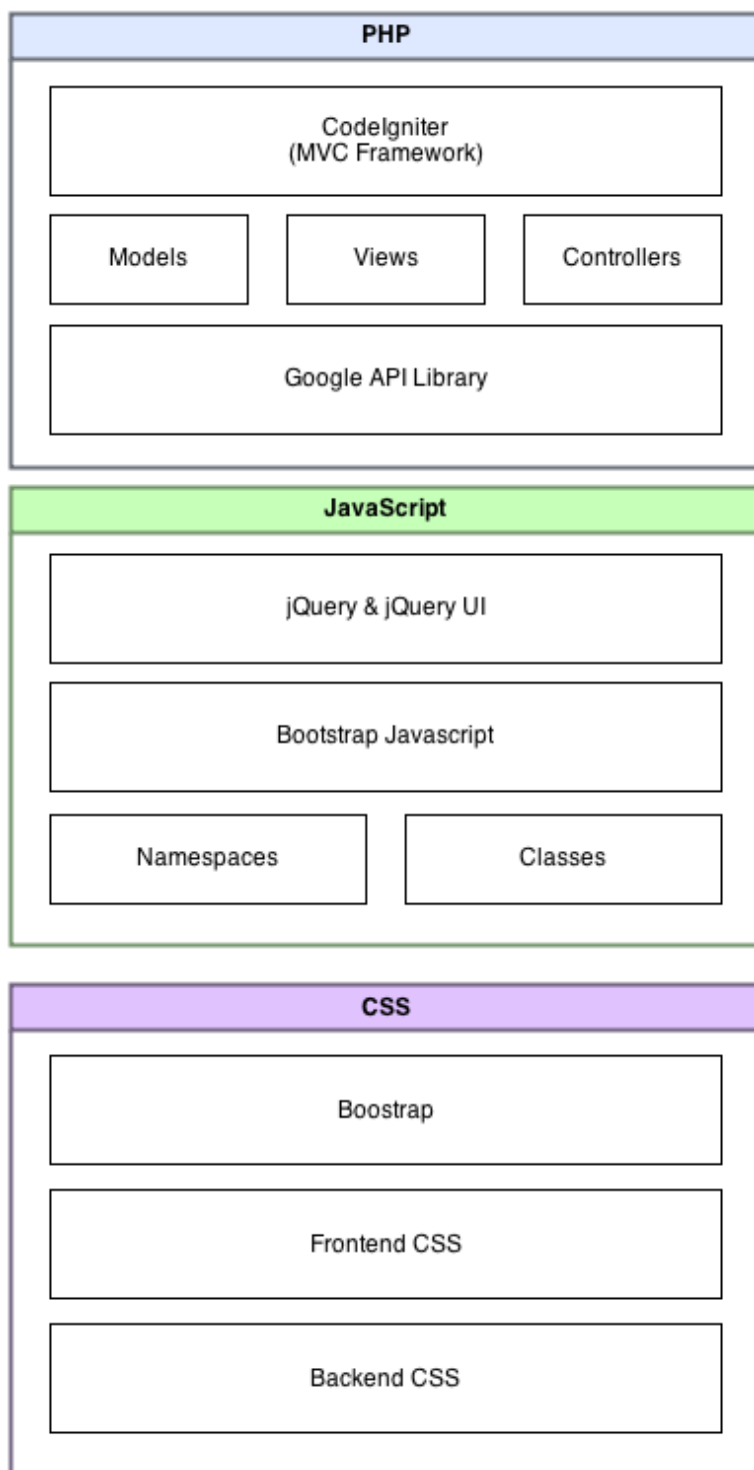 PHP
CodeIgniter
(MVC Framework)
Models
Views
Controllers
Google API Library
JavaScript
jQuery & jQuery UI
Bootstrap Javascript
Namespaces
Classes
CSS
Boostrap
Frontend CSS
Backend CSS